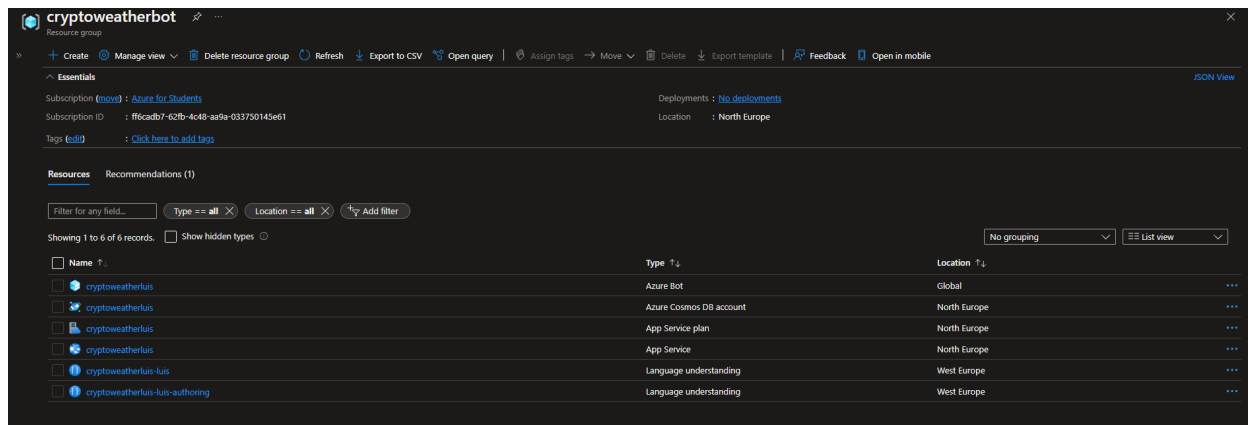 cryptoweatherbot
Resource group
Create Manage view Delete resource group Refresh Export to CSV Open query Assign tags Move Delete Export template Feedback Open in mobile
Essentials JSON View
Subscription (move) : Azure for Students Deployments : No deployments
Subscription ID : ff6cadb7-62fb-4c48-aa9a-033750145e61 Location : North Europe
Tags (edit) : Click here to add tags
Resources Recommendations (1)
Filter for any field... Type == all Location == all Add filter
Showing 1 to 6 of 6 records. Show hidden types No grouping List view
Name Type Location
cryptoweatherluis Azure Bot Global
cryptoweatherluis Azure Cosmos DB account North Europe
cryptoweatherluis App Service plan North Europe
cryptoweatherluis App Service North Europe
cryptoweatherluis-luis Language understanding West Europe
cryptoweatherluis-luis-authoring Language understanding West Europe